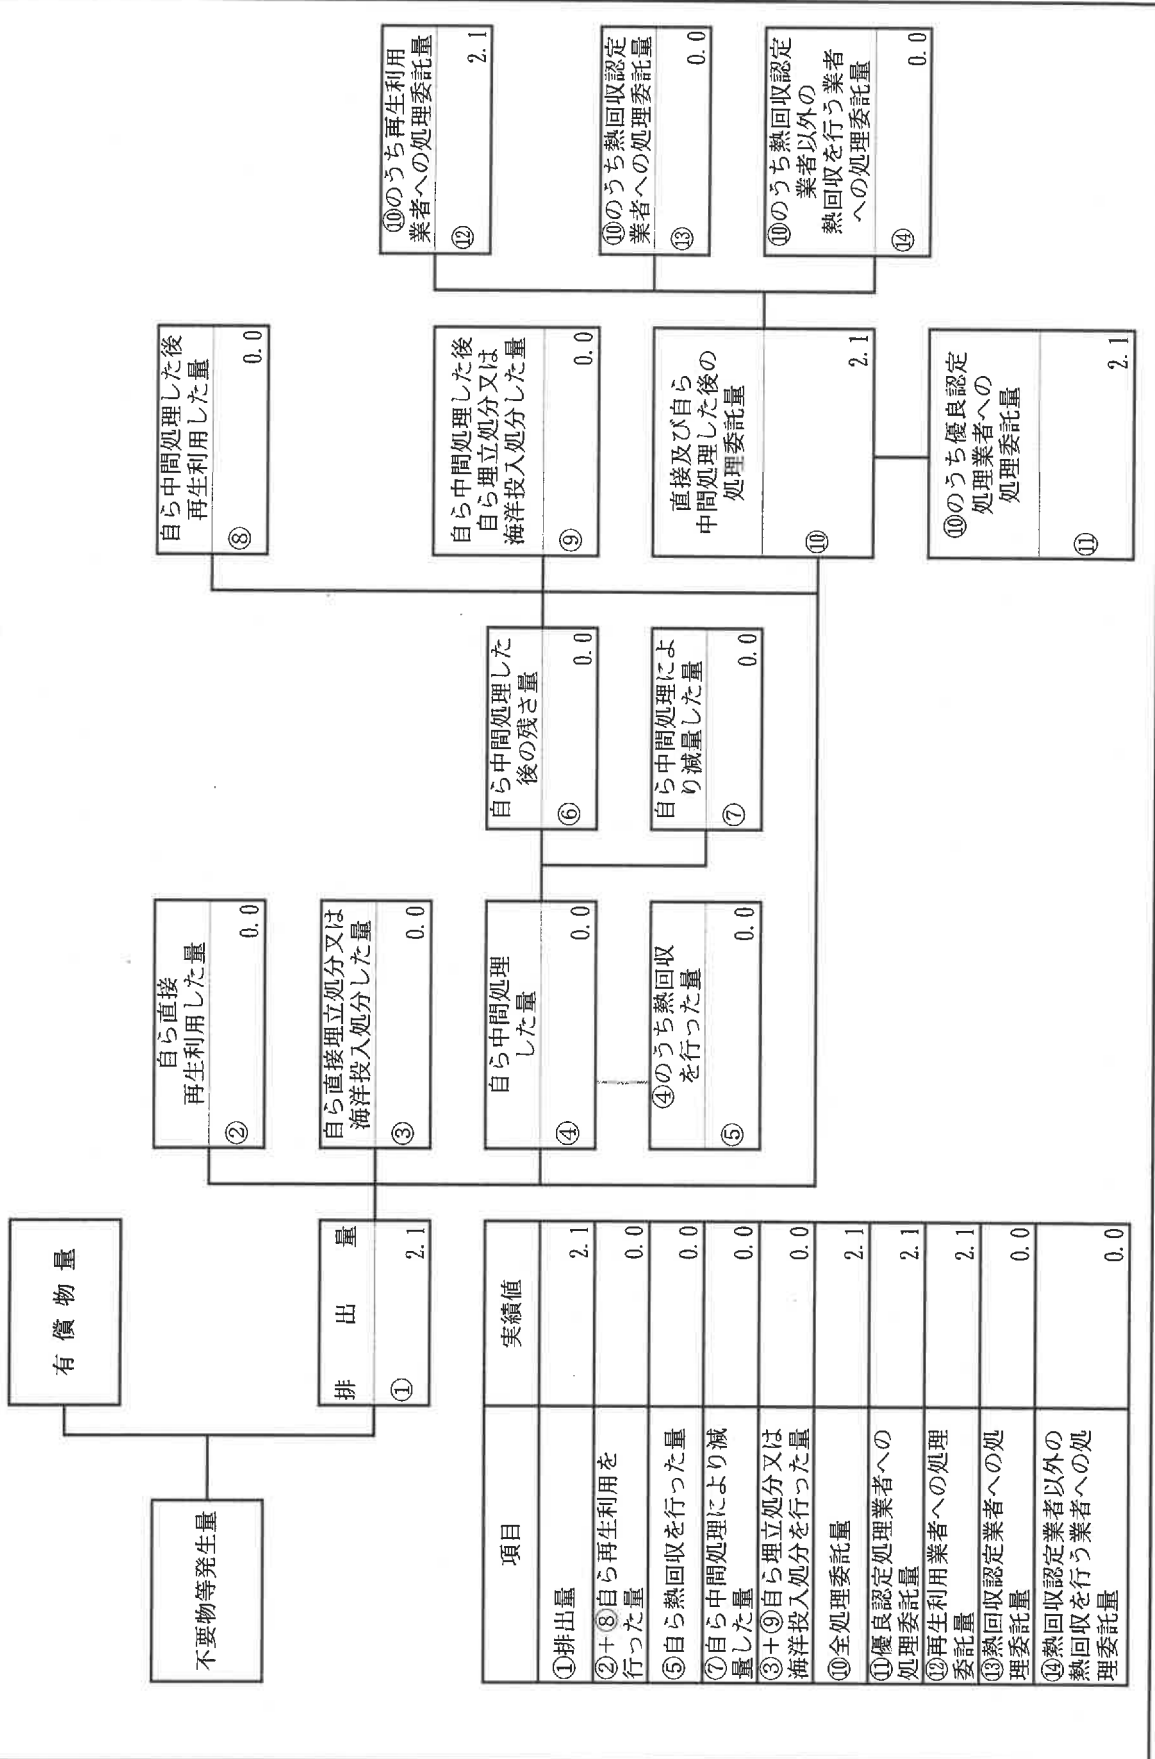 不要物等発生量
有償物量
排出量
① 2.1
自ら直接
再生利用した量
② 0.0
自ら直接埋立処分又は
海洋投入処分した量
③ 0.0
自ら中間処理
した量
④ 0.0
④のうち熱回収
を行った量
⑤ 0.0
自ら中間処理した
後の残さ量
⑥ 0.0
自ら中間処理によ
り減量した量
⑦ 0.0
自ら中間処理した後
再生利用した量
⑧ 0.0
自ら中間処理した後
自ら埋立処分又は
海洋投入処分した量
⑨ 0.0
直接及び自ら
中間処理した後の
処理委託量
⑩ 2.1
⑩のうち優良認定
処理業者への
処理委託量
⑪ 2.1
⑩のうち再生利用
業者への処理委託量
⑫ 2.1
⑩のうち熱回収認定
業者への処理委託量
⑬ 0.0
⑩のうち熱回収認定
業者以外の
熱回収を行う業者
への処理委託量
⑭ 0.0
項目 実績値
①排出量 2.1
②+⑧自ら再生利用を
行った量 0.0
⑤自ら熱回収を行った量 0.0
⑦自ら中間処理により減
量した量 0.0
③+⑨自ら埋立処分又は
海洋投入処分を行った量 0.0
⑩全処理委託量 2.1
⑪優良認定処理業者への
処理委託量 2.1
⑫再生利用業者への処理
委託量 2.1
⑬熱回収認定業者への処
理委託量 0.0
⑭熱回収認定業者以外の
熱回収を行う業者への処
理委託量 0.0